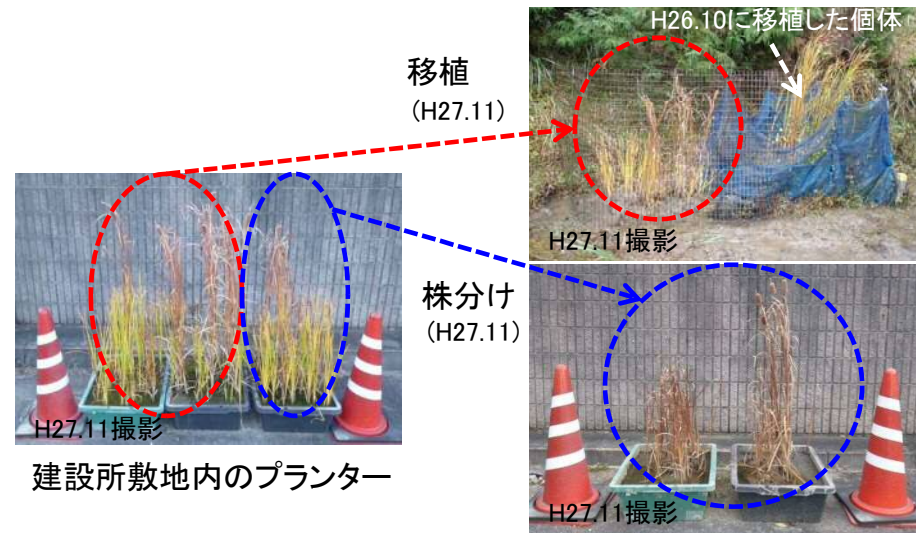 H26.10に移植した個体
移植
(H27.11)
H27.11撮影
株分け
(H27.11)
H27.11撮影
建設所敷地内のプランター
H27.11撮影